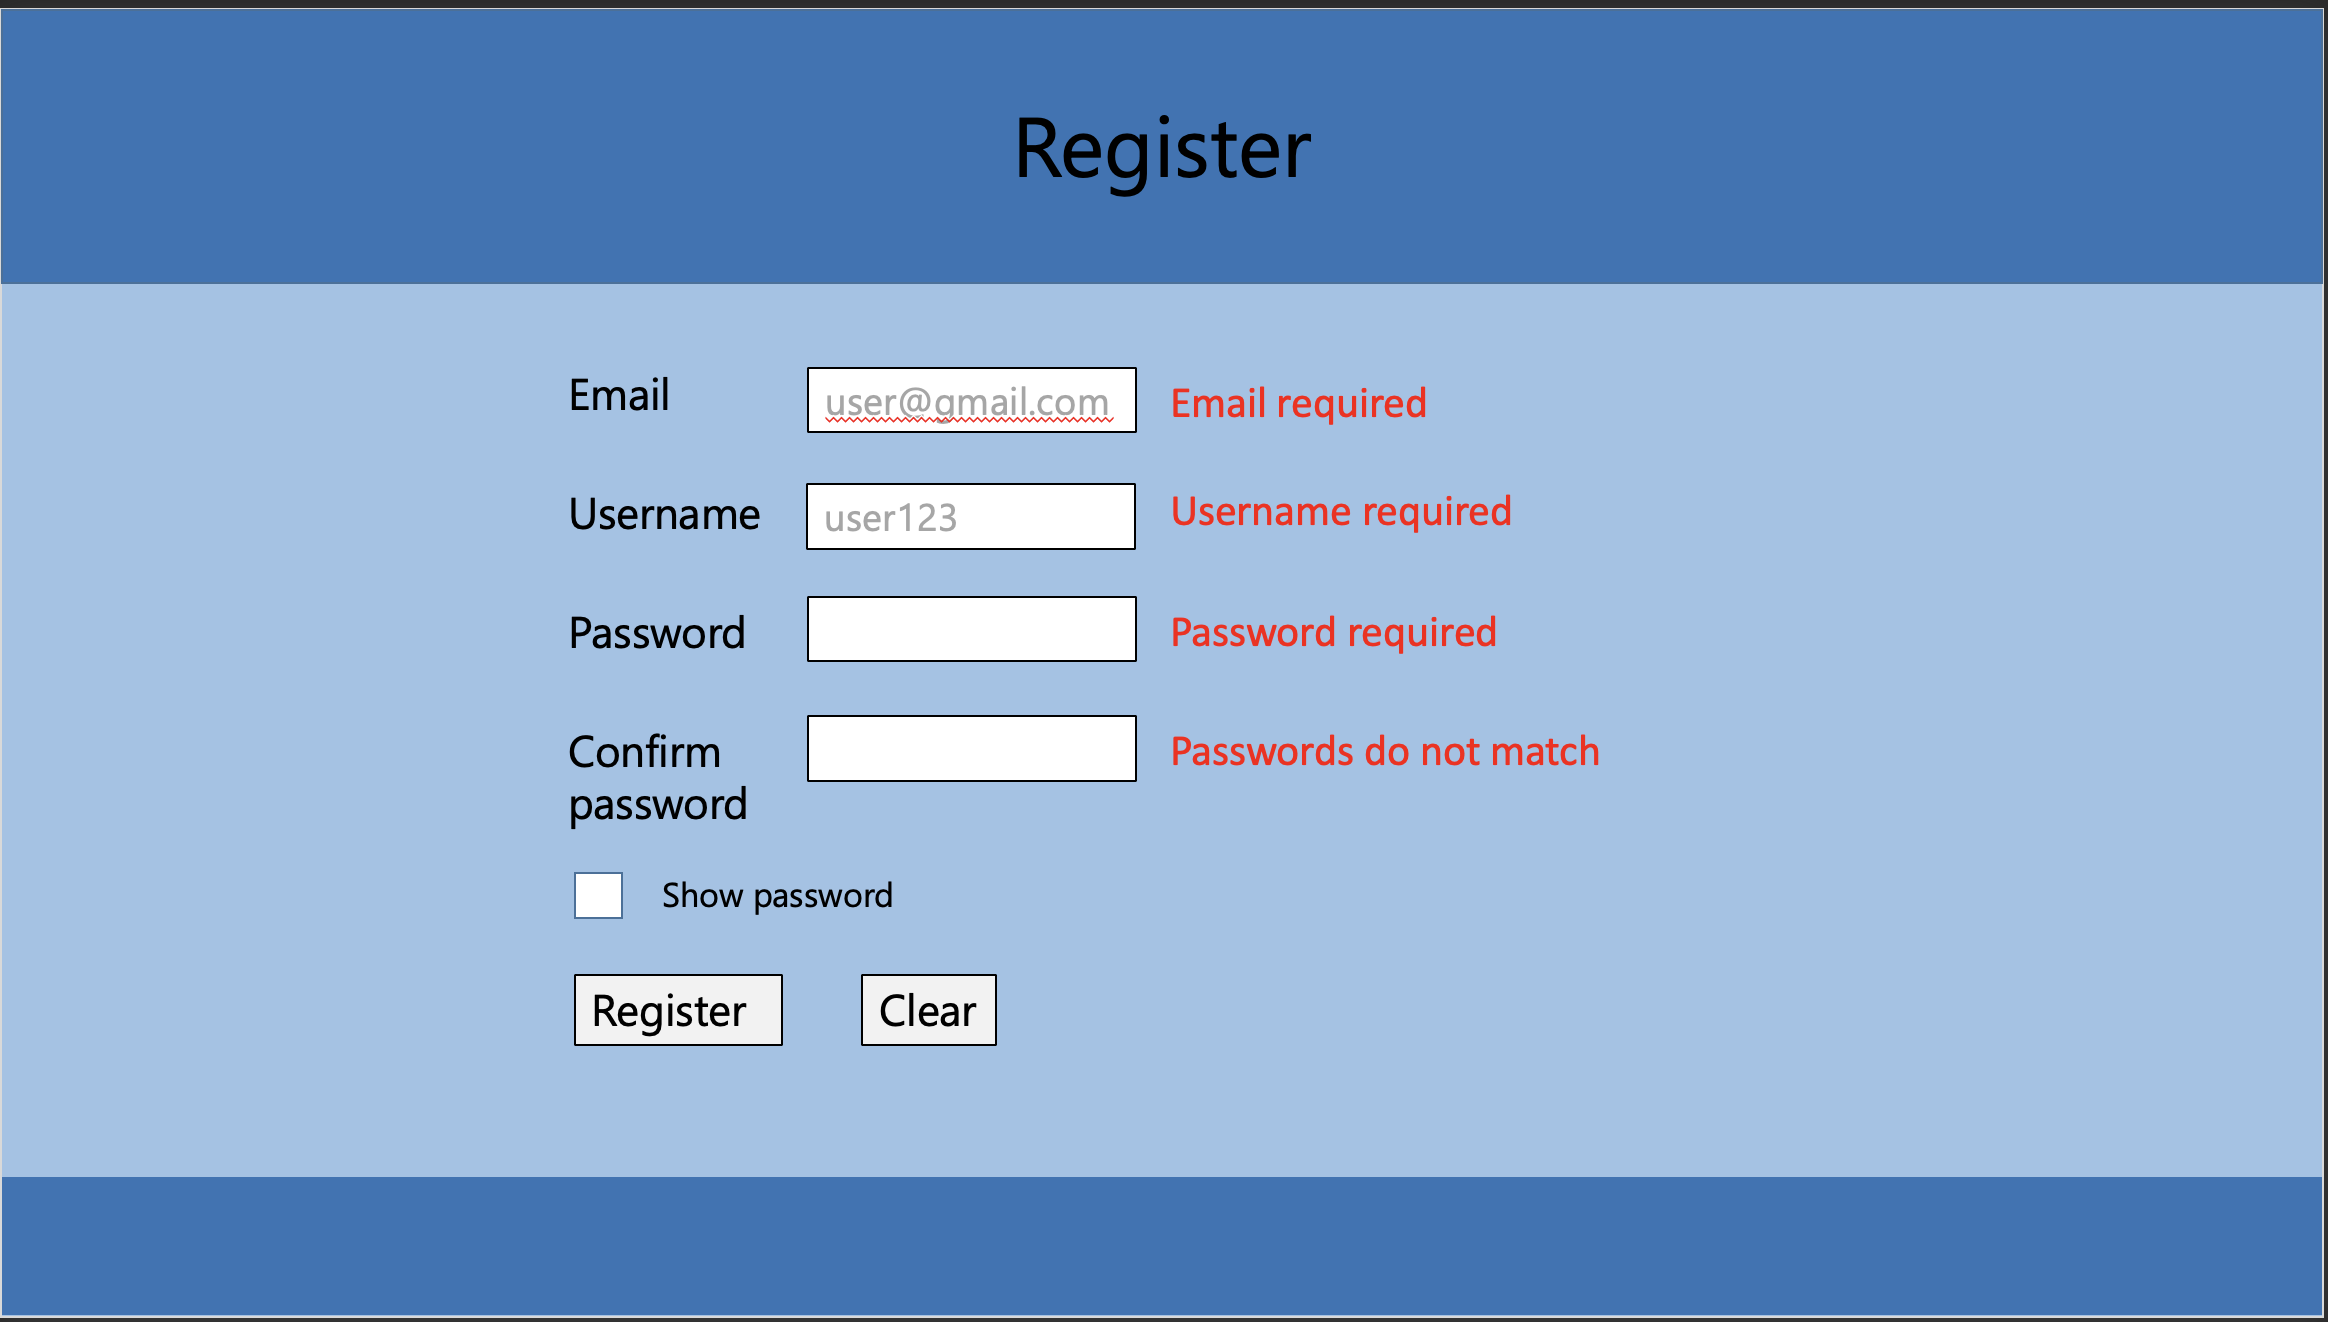 Register
Email
user@gmail.com
Email required
Username
user123
Username required
Password
Password required
Confirm
password
Passwords do not match
Show password
Register
Clear